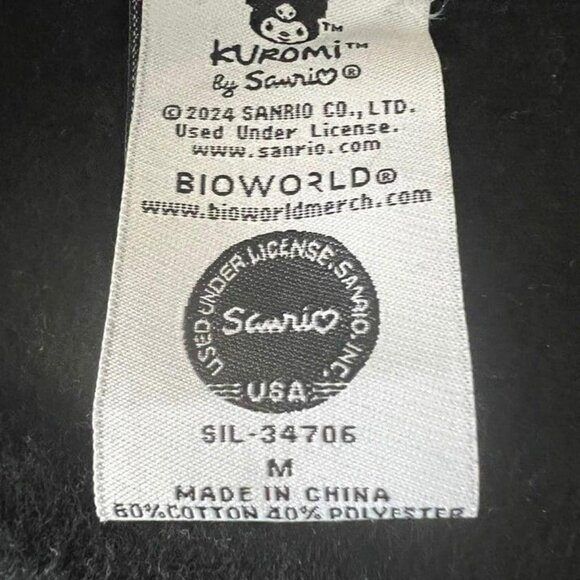 TM
KUROMI™
By Sanrio®
© 2024 SANRIO CO., LTD.
Used Under License.
www.sanrio.com
BIOWORLD®
www.bioworldmerch.com
USED UNDER LICENSE, SANRIO, INC.
Sanrio
USA
SIL-34706
M
MADE IN CHINA
60% COTTON 40% POLYESTER